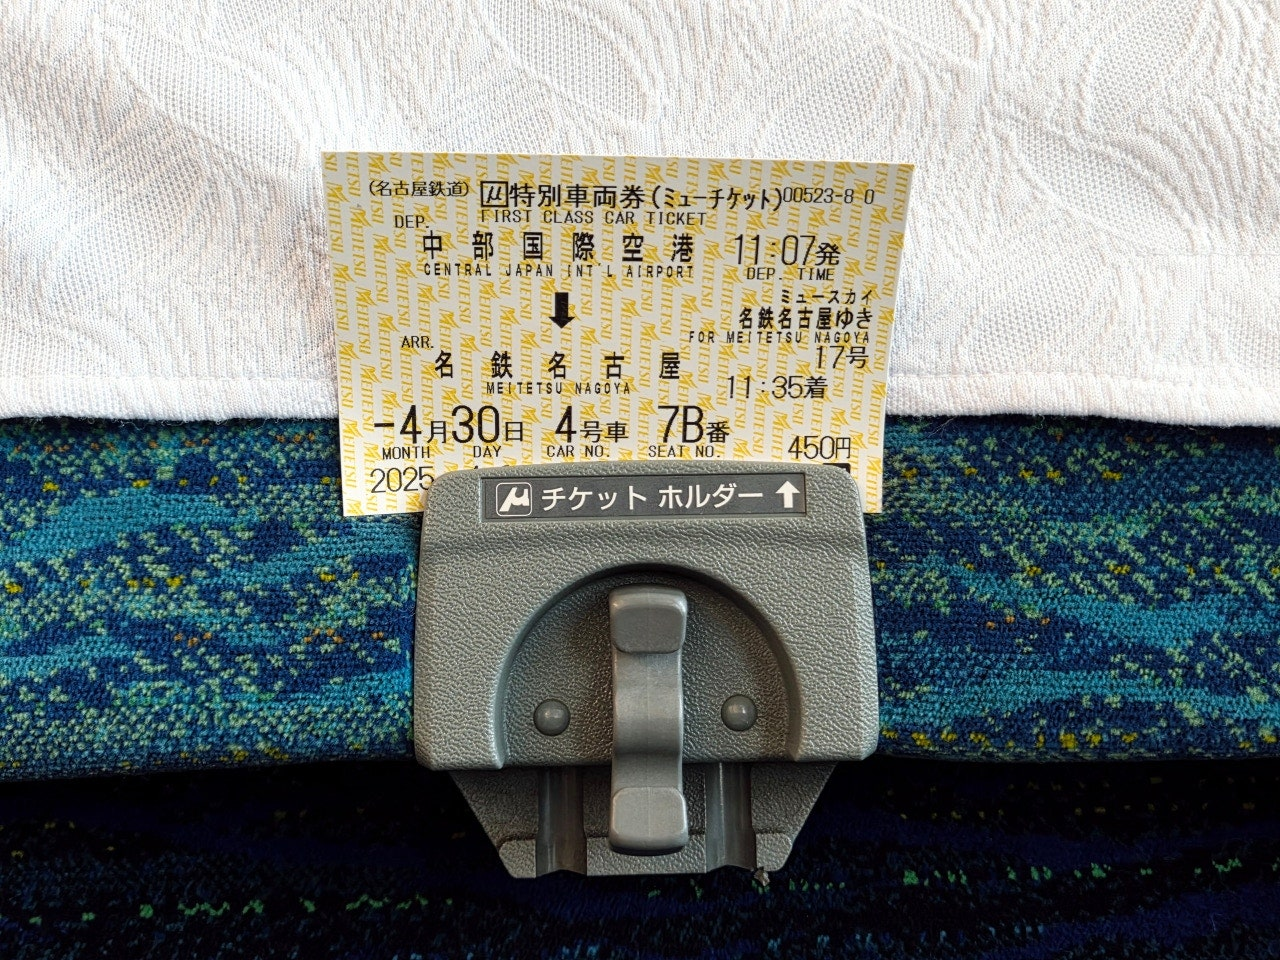 (名古屋鉄道) μ特別車両券(ミューチケット)00523-8 0
FIRST CLASS CAR TICKET
DEP.
中部国際空港 11:07発
CENTRAL JAPAN INT'L AIRPORT DEP. TIME
ミュースカイ
名鉄名古屋ゆき
FOR MEITETSU NAGOYA
ARR.
名鉄名古屋 17号
MEITETSU NAGOYA 11:35着
-4月30日 4号車 7B番 450円
MONTH DAY CAR NO. SEAT NO.
2025
μ チケット ホルダー ↑